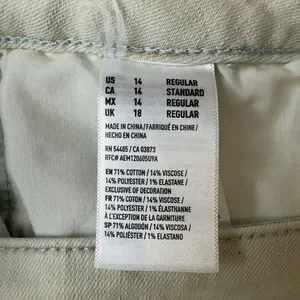 US 14 REGULAR
CA 14 STANDARD
MX 14 REGULAR
UK 18 REGULAR
MADE IN CHINA/FABRIQUÉ EN CHINE/
HECHO EN CHINA
RN 54485 / CA 03873
RFC# AEM120605U9A
EN 71% COTTON / 14% VISCOSE /
14% POLYESTER / 1% ELASTANE /
EXCLUSIVE OF DECORATION
FR 71% COTON / 14% VISCOSE /
14% POLYESTER / 1% ÉLASTHANNE
À L'EXCEPTION DE LA GARNITURE
SP 71% ALGODÓN / 14% VISCOSA /
14% POLIÉSTER / 1% ELASTANO